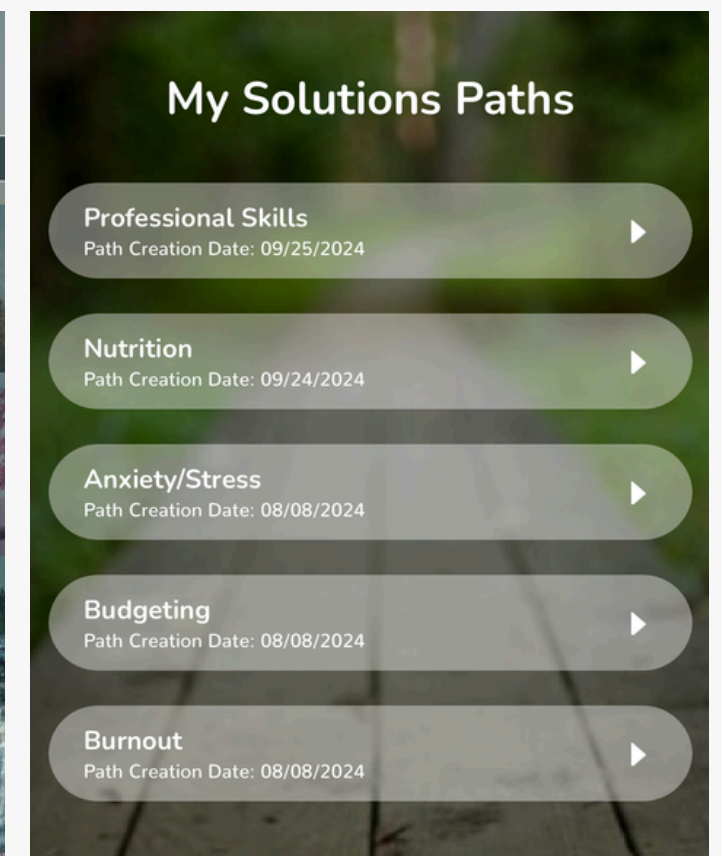 My Solutions Paths
Professional Skills
Path Creation Date: 09/25/2024
Nutrition
Path Creation Date: 09/24/2024
Anxiety/Stress
Path Creation Date: 08/08/2024
Budgeting
Path Creation Date: 08/08/2024
Burnout
Path Creation Date: 08/08/2024